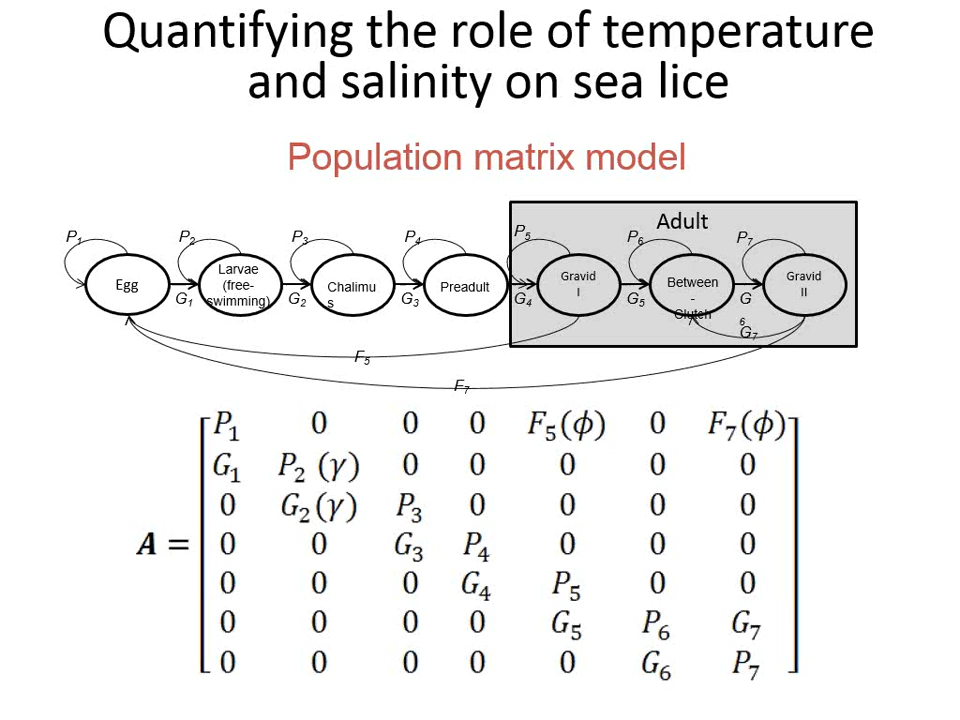 Quantifying the role of temperature
and salinity on sea lice
Population matrix model
Adult
P1 P2 P3 P4 P5 P6 P7
Egg
Larvae
(free-
swimming)
Chalimu
s
Preadult
Gravid
I
Between
-
Clutch
Gravid
II
G1 G2 G3 G4 G5 G
6
G7
F5
F7
P₁ 0 0 0 F₅(ϕ) 0 F₇(ϕ)
G₁ P₂ (γ) 0 0 0 0 0
0 G₂(γ) P₃ 0 0 0 0
A = 0 0 G₃ P₄ 0 0 0
0 0 0 G₄ P₅ 0 0
0 0 0 0 G₅ P₆ G₇
0 0 0 0 0 G₆ P₇